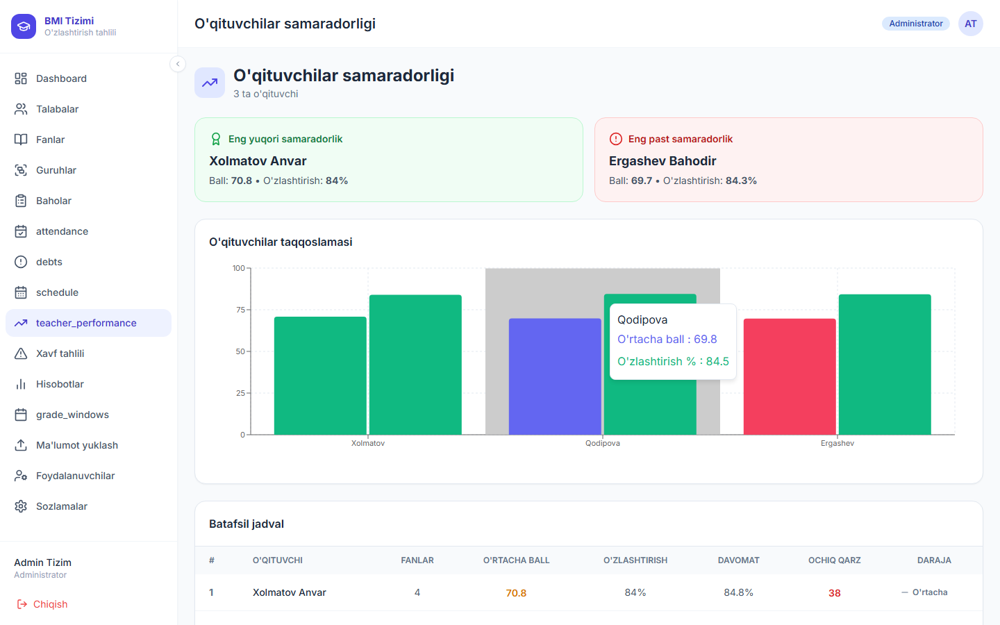 BMI Tizimi
O'zlashtirish tahlili
Dashboard
Talabalar
Fanlar
Guruhlar
Baholar
attendance
debts
schedule
teacher_performance
Xavf tahlili
Hisobotlar
grade_windows
Ma'lumot yuklash
Foydalanuvchilar
Sozlamalar
Admin Tizim
Administrator
Chiqish
O'qituvchilar samaradorligi
Administrator
AT
O'qituvchilar samaradorligi
3 ta o'qituvchi
Eng yuqori samaradorlik
Xolmatov Anvar
Ball: 70.8 • O'zlashtirish: 84%
Eng past samaradorlik
Ergashev Bahodir
Ball: 69.7 • O'zlashtirish: 84.3%
O'qituvchilar taqqoslamasi
100
75
50
25
0
Qodipova
O'rtacha ball : 69.8
O'zlashtirish % : 84.5
Xolmatov
Qodipova
Ergashev
Batafsil jadval
# O'QITUVCHI FANLAR O'RTACHA BALL O'ZLASHTIRISH DAVOMAT OCHIQ QARZ DARAJA
1 Xolmatov Anvar 4 70.8 84% 84.8% 38 — O'rtacha